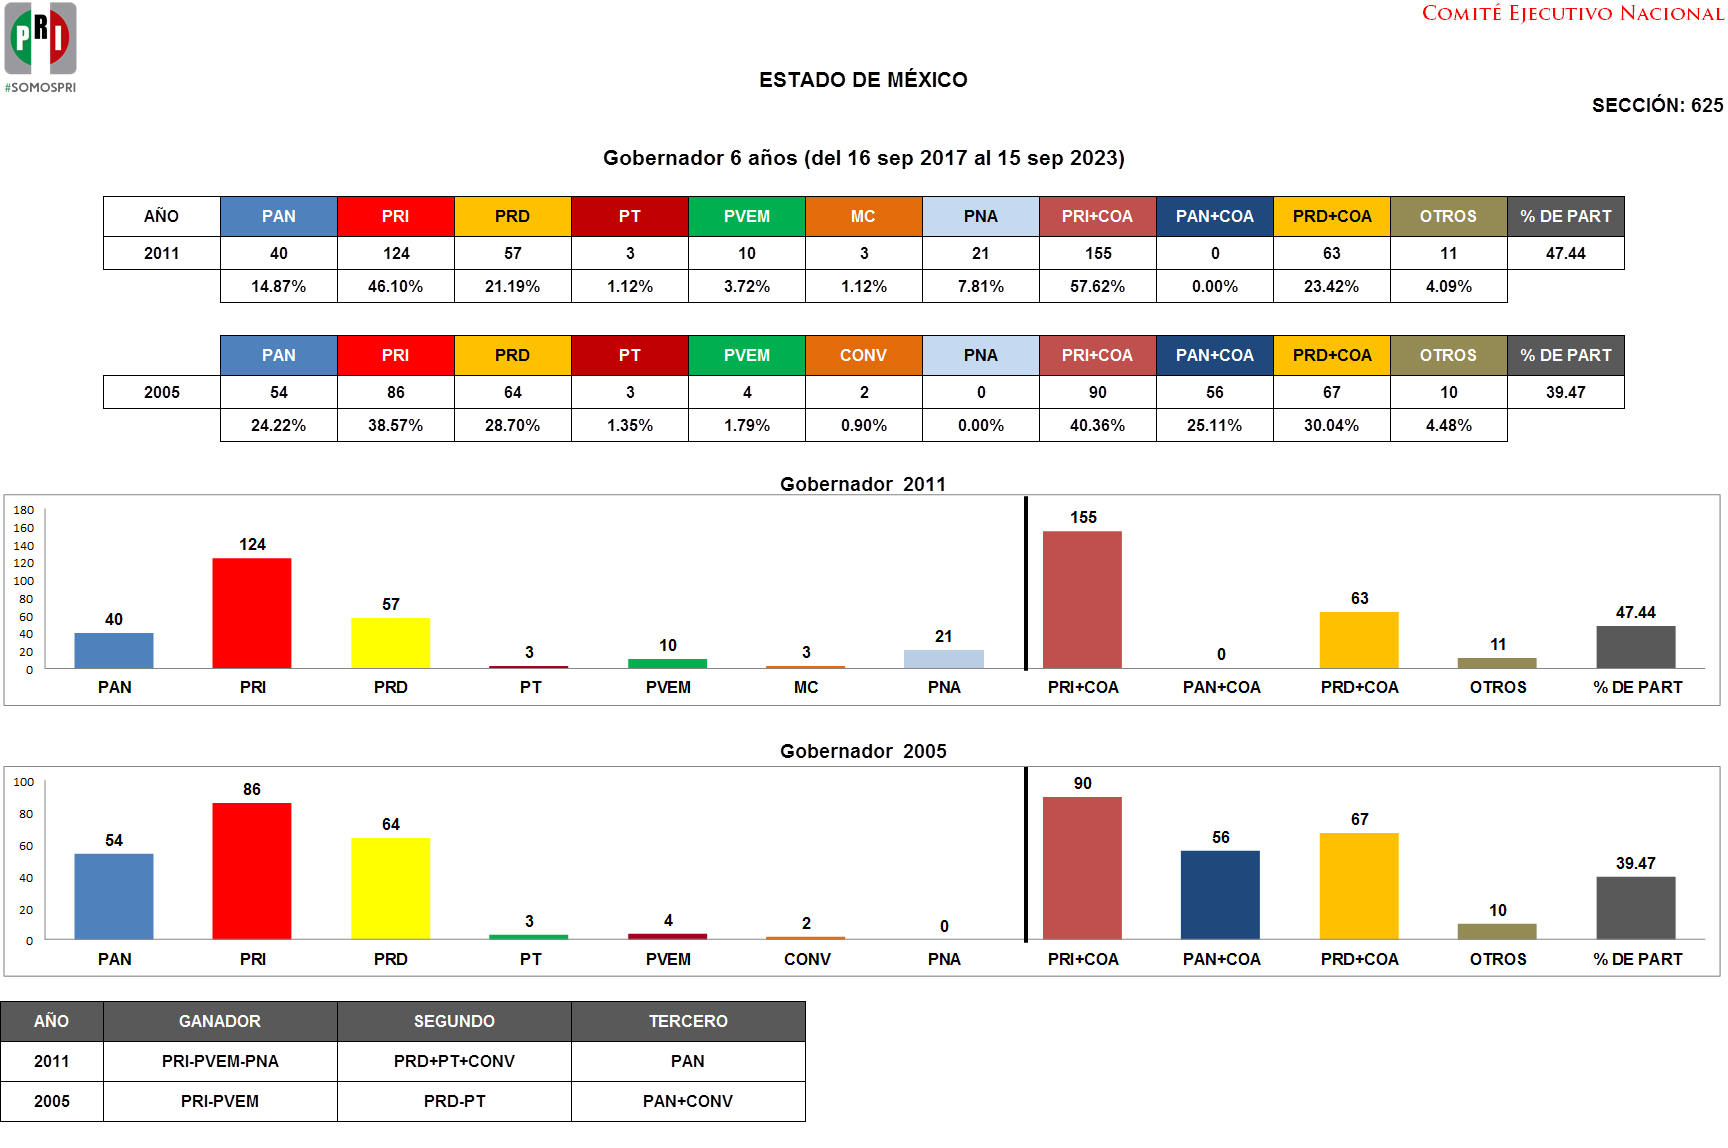 PRI
#SOMOSPRI
COMITÉ EJECUTIVO NACIONAL
ESTADO DE MÉXICO
SECCIÓN: 625
Gobernador 6 años (del 16 sep 2017 al 15 sep 2023)
AÑO PAN PRI PRD PT PVEM MC PNA PRI+COA PAN+COA PRD+COA OTROS % DE PART
2011 40 124 57 3 10 3 21 155 0 63 11 47.44
14.87% 46.10% 21.19% 1.12% 3.72% 1.12% 7.81% 57.62% 0.00% 23.42% 4.09%
PAN PRI PRD PT PVEM CONV PNA PRI+COA PAN+COA PRD+COA OTROS % DE PART
2005 54 86 64 3 4 2 0 90 56 67 10 39.47
24.22% 38.57% 28.70% 1.35% 1.79% 0.90% 0.00% 40.36% 25.11% 30.04% 4.48%
Gobernador 2011
180
160
140
120
100
80
60
40
20
0
40 124 57 3 10 3 21 155 0 63 11 47.44
PAN PRI PRD PT PVEM MC PNA PRI+COA PAN+COA PRD+COA OTROS % DE PART
Gobernador 2005
100
80
60
40
20
0
54 86 64 3 4 2 0 90 56 67 10 39.47
PAN PRI PRD PT PVEM CONV PNA PRI+COA PAN+COA PRD+COA OTROS % DE PART
AÑO GANADOR SEGUNDO TERCERO
2011 PRI-PVEM-PNA PRD+PT+CONV PAN
2005 PRI-PVEM PRD-PT PAN+CONV